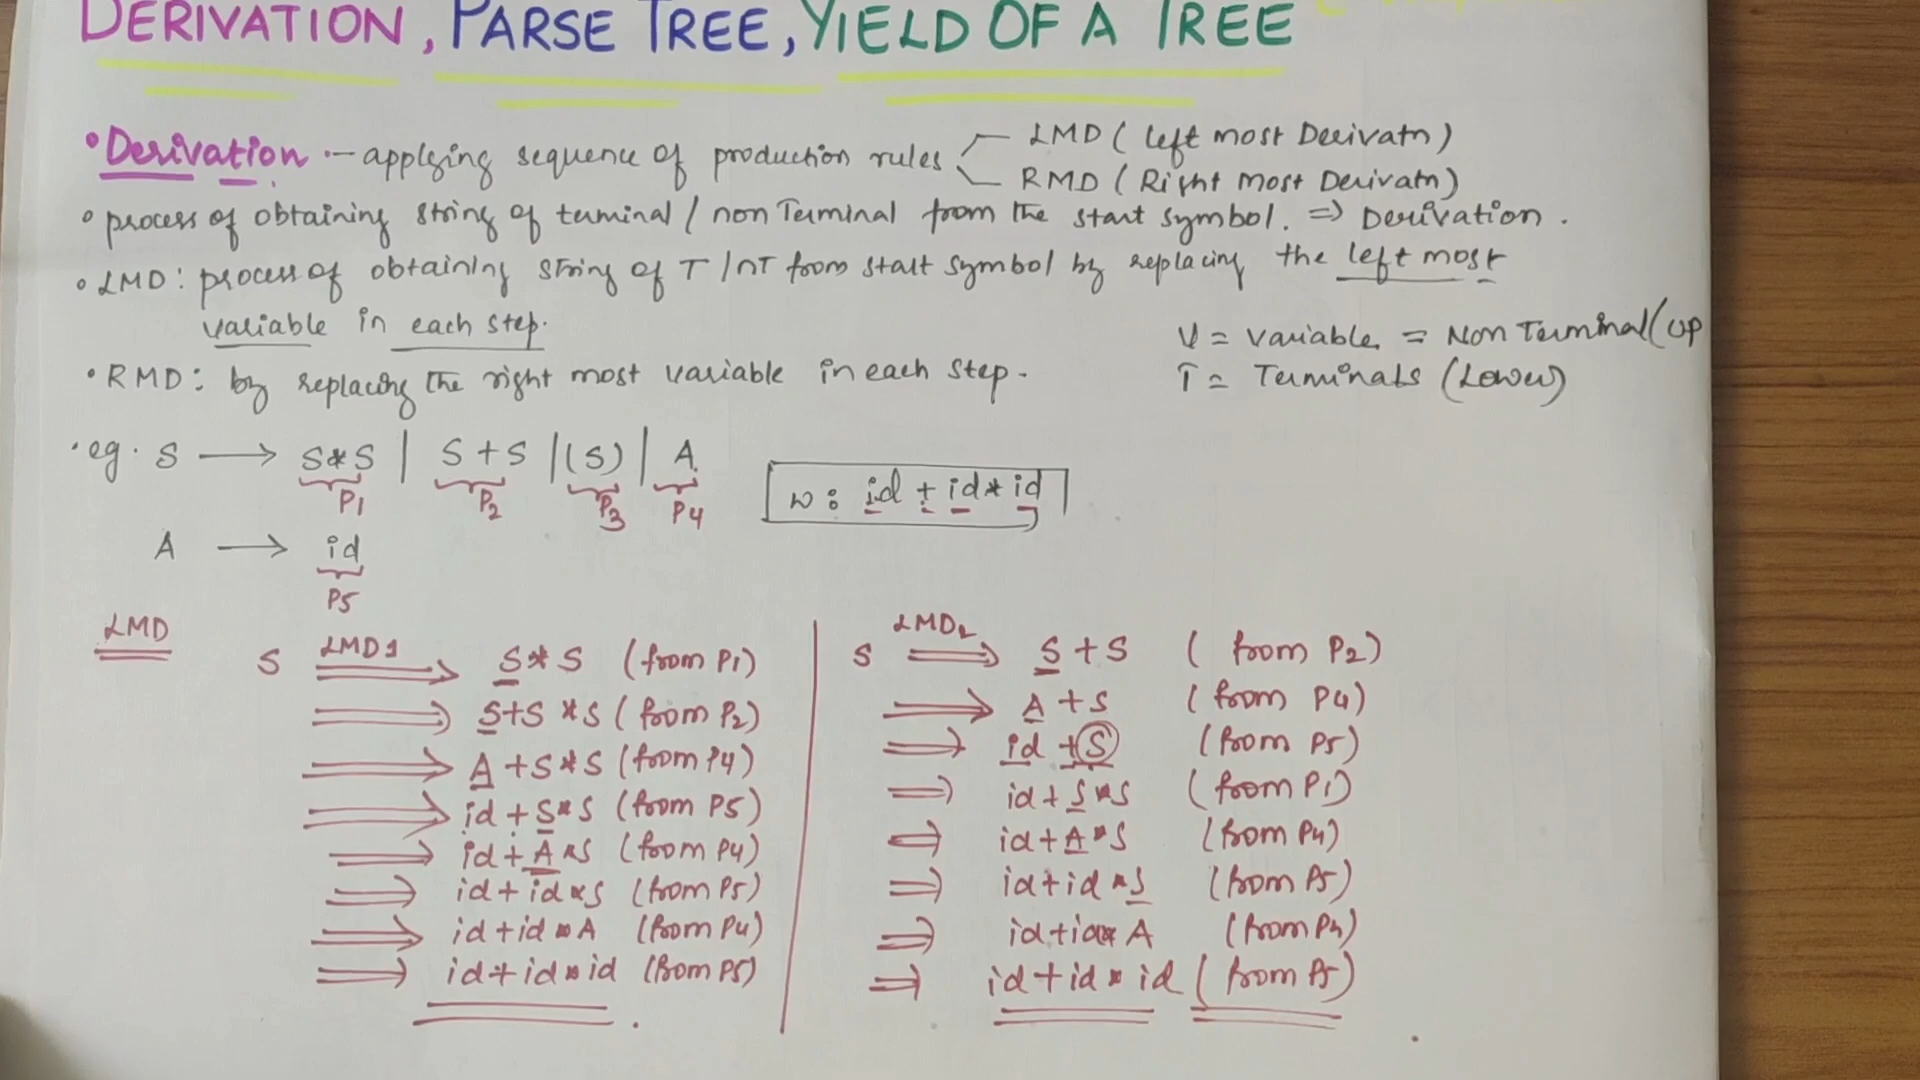 DERIVATION, PARSE TREE, YIELD OF A TREE
• Derivation :- applying sequence of production rules
LMD (left most Derivatn)
RMD (Right most Derivatn)
• process of obtaining string of terminal / non Terminal from the start symbol. => Derivation.
• LMD: process of obtaining string of T/NT from start symbol by replacing the left most
variable in each step.
V = Variable = Non Terminal (up
• RMD: by replacing the right most variable in each step.
T = Terminals (Lower)
• eg. S → S*S | S+S | (S) | A
P1 P2 P3 P4
w: id + id * id
A → id
P5
LMD
S LMD1 => S*S (from P1)
=> S+S *S (from P2)
=> A+S*S (from P4)
=> id+S*S (from P5)
=> id+A*S (from P4)
=> id+id*S (from P5)
=> id+id*A (from P4)
=> id+id*id (from P5)
S LMD2 => S+S (from P2)
=> A+S (from P4)
=> id+S (from P5)
=> id+S*S (from P1)
=> id+A*S (from P4)
=> id+id*S (from P5)
=> id+id*A (from P4)
=> id+id*id (from P5)